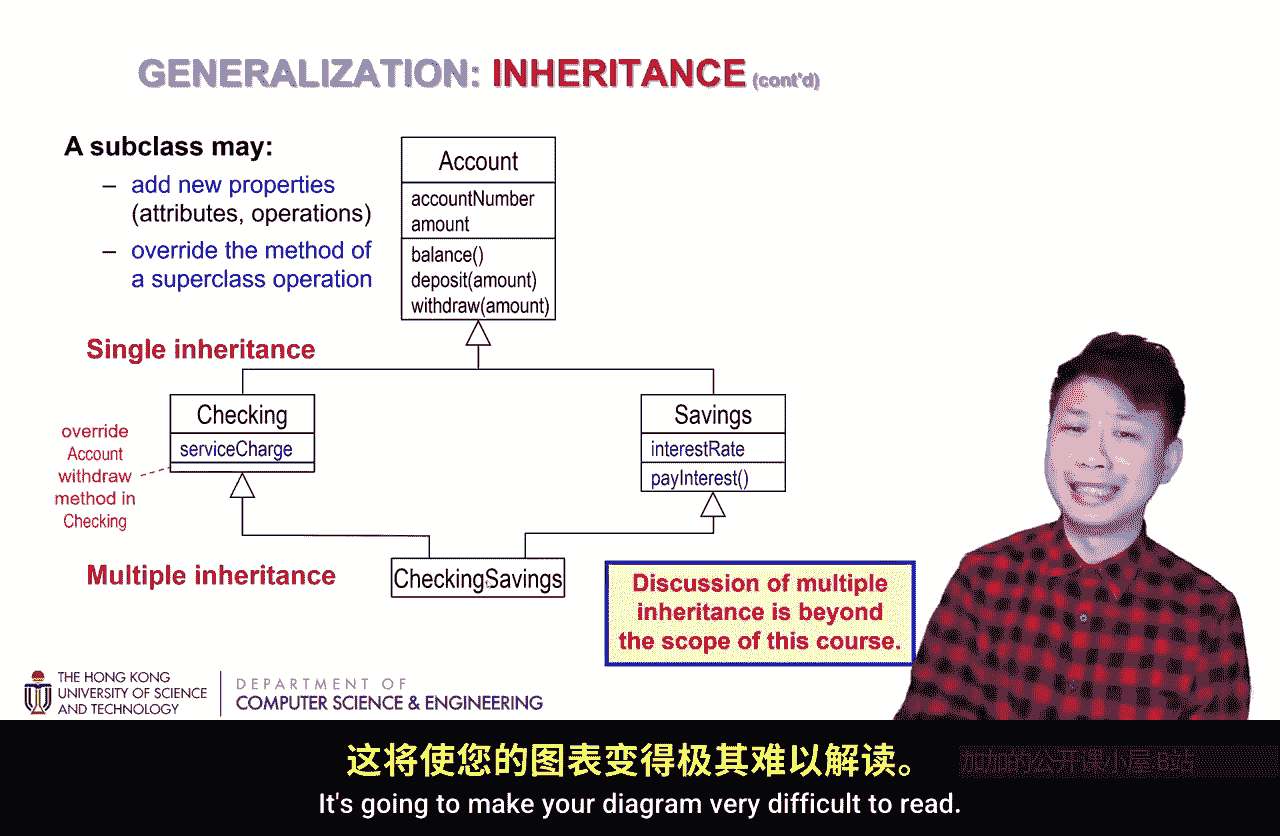 GENERALIZATION: INHERITANCE (cont'd)
A subclass may:
– add new properties
(attributes, operations)
– override the method of
a superclass operation
Account
accountNumber
amount
balance()
deposit(amount)
withdraw(amount)
Single inheritance
Checking
serviceCharge
Savings
interestRate
payInterest()
override
Account
withdraw
method in
Checking
Multiple inheritance
CheckingSavings
Discussion of multiple
inheritance is beyond
the scope of this course.
THE HONG KONG
UNIVERSITY OF SCIENCE
AND TECHNOLOGY
DEPARTMENT OF
COMPUTER SCIENCE & ENGINEERING
这将使您的图表变得极其难以解读。
加加的公开课小屋.B站
It's going to make your diagram very difficult to read.